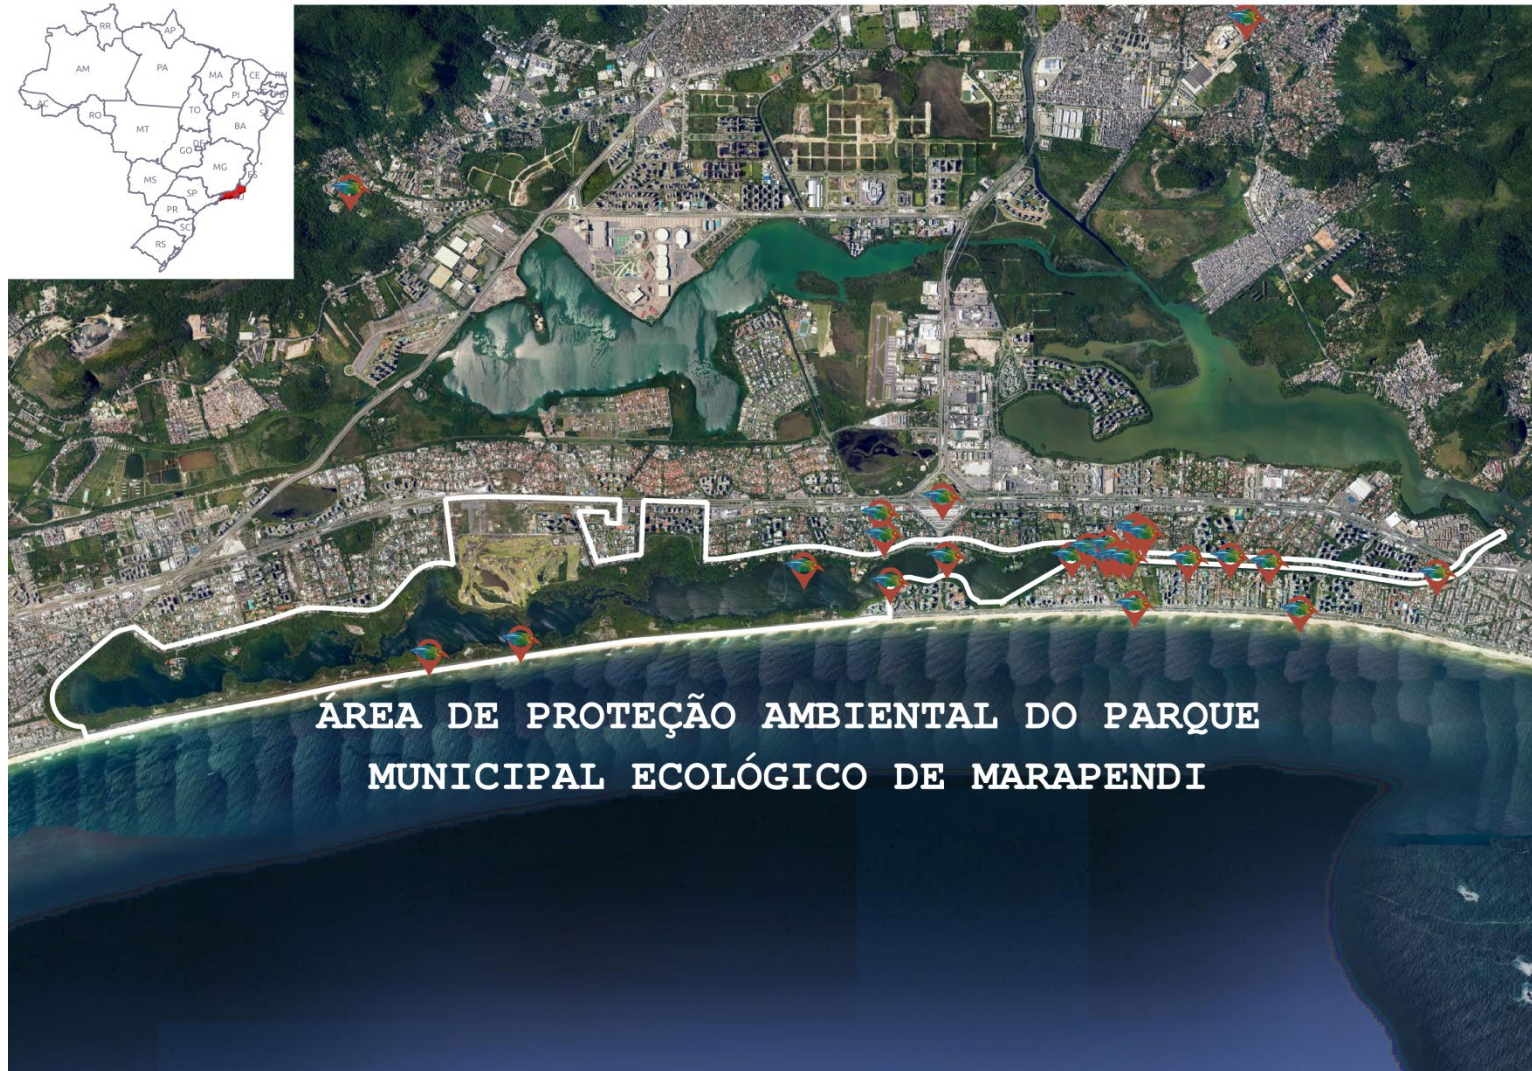 RR
AP
AM
PA
MA
CE
RN
PI
AC
TO
RO
BA
MT
DF
GO
MG
MS
ES
SP
PR
SC
RS
ÁREA DE PROTEÇÃO AMBIENTAL DO PARQUE
MUNICIPAL ECOLÓGICO DE MARAPENDI